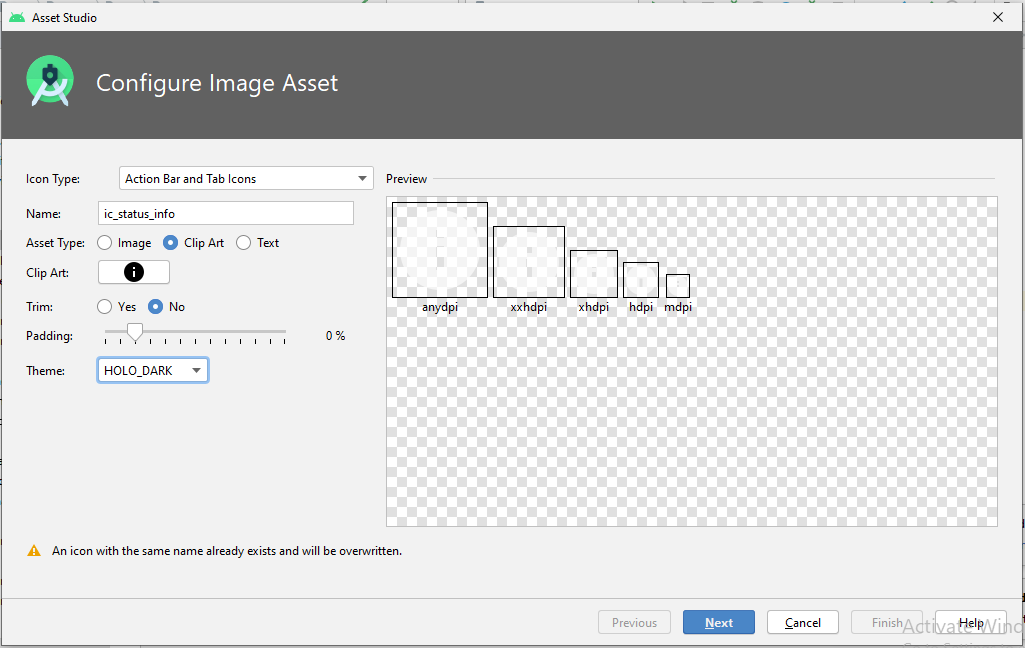 Asset Studio
Configure Image Asset
Icon Type:
Action Bar and Tab Icons
Preview
Name:
ic_status_info
Asset Type:
Image
Clip Art
Text
Clip Art:
anydpi
xxhdpi
xhdpi
hdpi
mdpi
Trim:
Yes
No
Padding:
0 %
Theme:
HOLO_DARK
An icon with the same name already exists and will be overwritten.
Previous
Next
Cancel
Finish
Help
Activate Wind